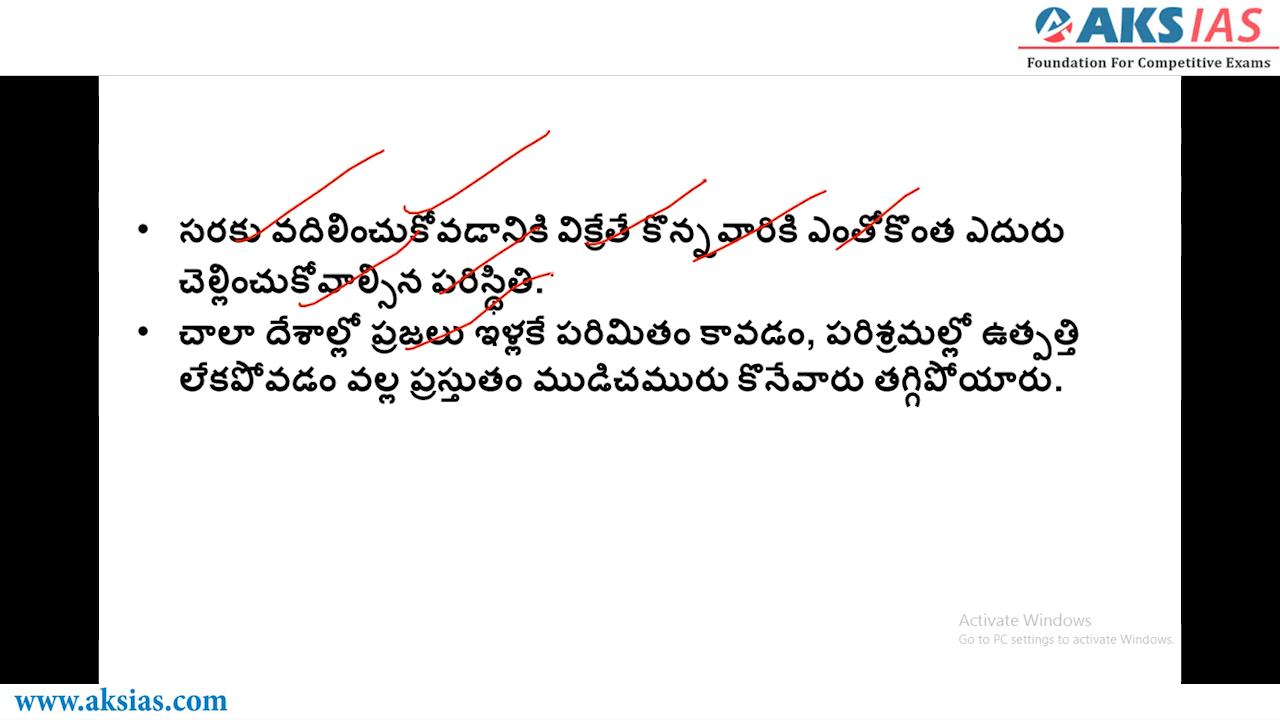 AKS IAS
Foundation For Competitive Exams
• సరకు వదిలించుకోవడానికి విక్రేతే కొన్న వారికి ఎంతోకొంత ఎదురు
చెల్లించుకోవాల్సిన పరిస్థితి.
• చాలా దేశాల్లో ప్రజలు ఇళ్లకే పరిమితం కావడం, పరిశ్రమల్లో ఉత్పత్తి
లేకపోవడం వల్ల ప్రస్తుతం ముడిచమురు కొనేవారు తగ్గిపోయారు.
Activate Windows
Go to PC settings to activate Windows.
www.aksias.com